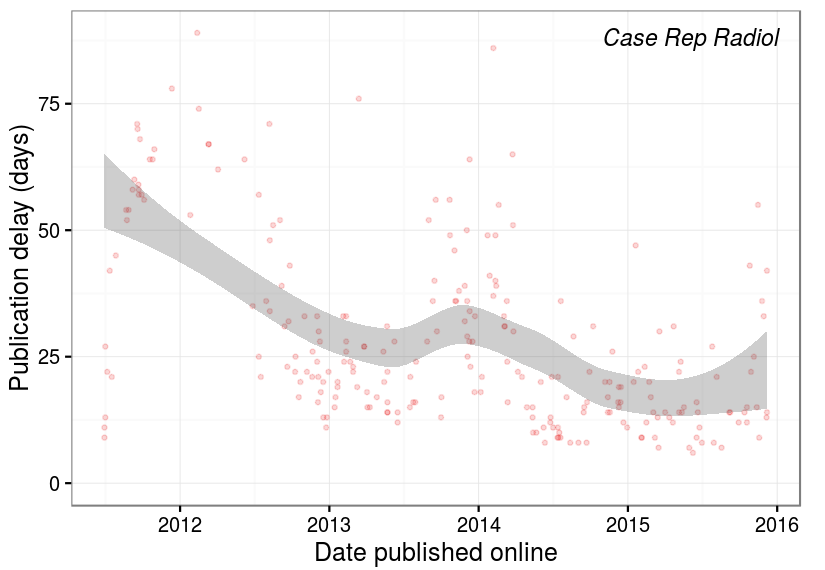 Case Rep Radiol
Publication delay (days)
75
50
25
0
2012 2013 2014 2015 2016
Date published online